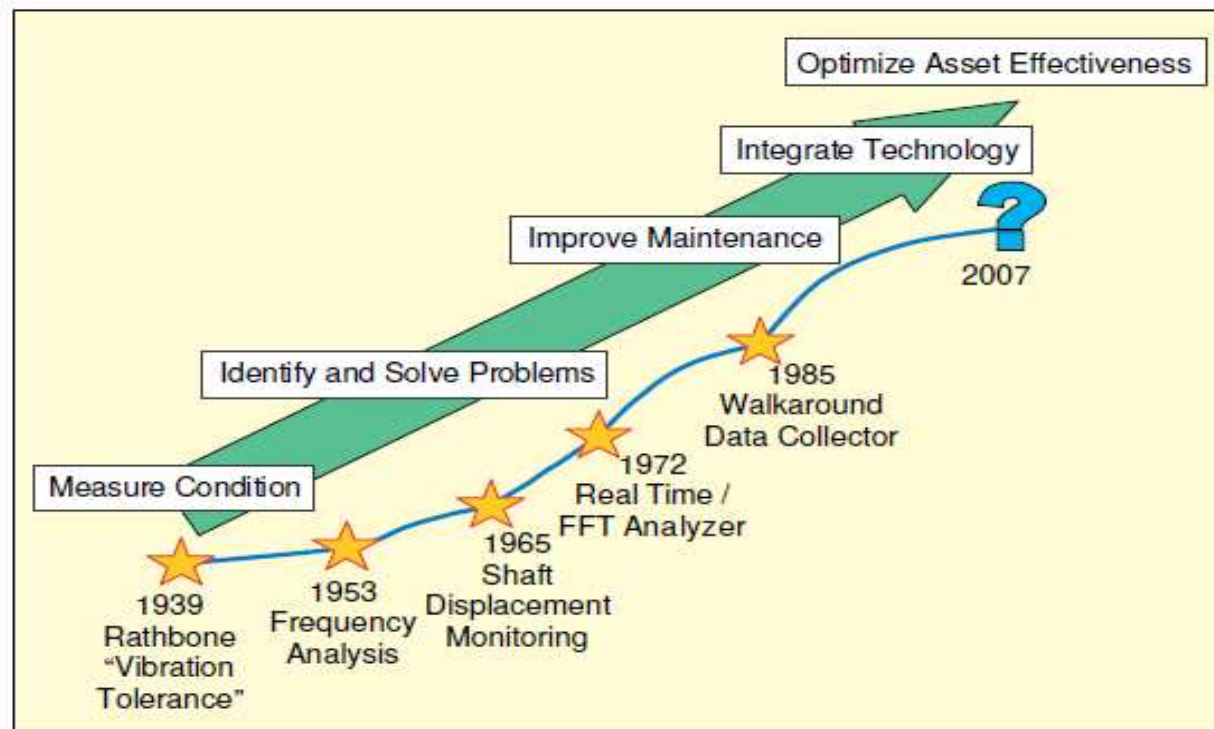 Optimize Asset Effectiveness
Integrate Technology
Improve Maintenance
?
2007
Identify and Solve Problems
1985
Walkaround
Data Collector
Measure Condition
1972
Real Time /
FFT Analyzer
1965
Shaft
Displacement
Monitoring
1953
Frequency
Analysis
1939
Rathbone
“Vibration
Tolerance”